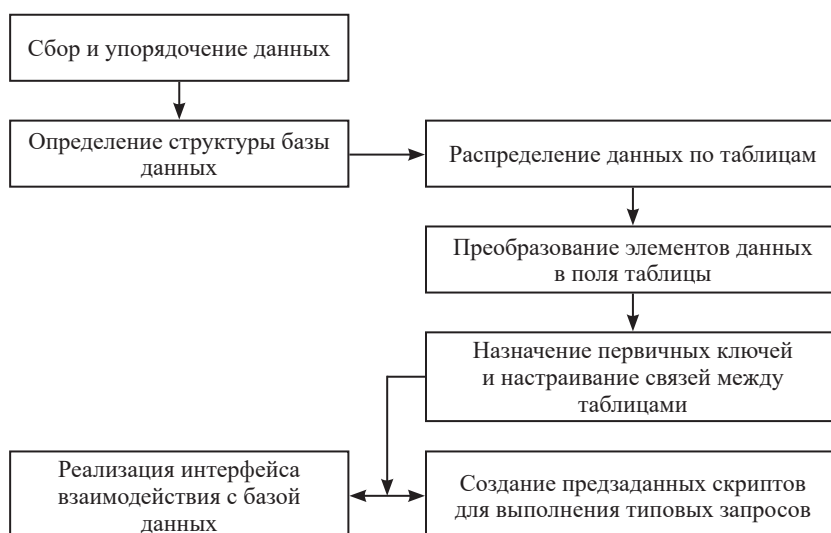 Сбор и упорядочение данных
Определение структуры базы
данных
Распределение данных по таблицам
Преобразование элементов данных
в поля таблицы
Назначение первичных ключей
и настраивание связей между
таблицами
Реализация интерфейса
взаимодействия с базой
данных
Создание предзаданных скриптов
для выполнения типовых запросов